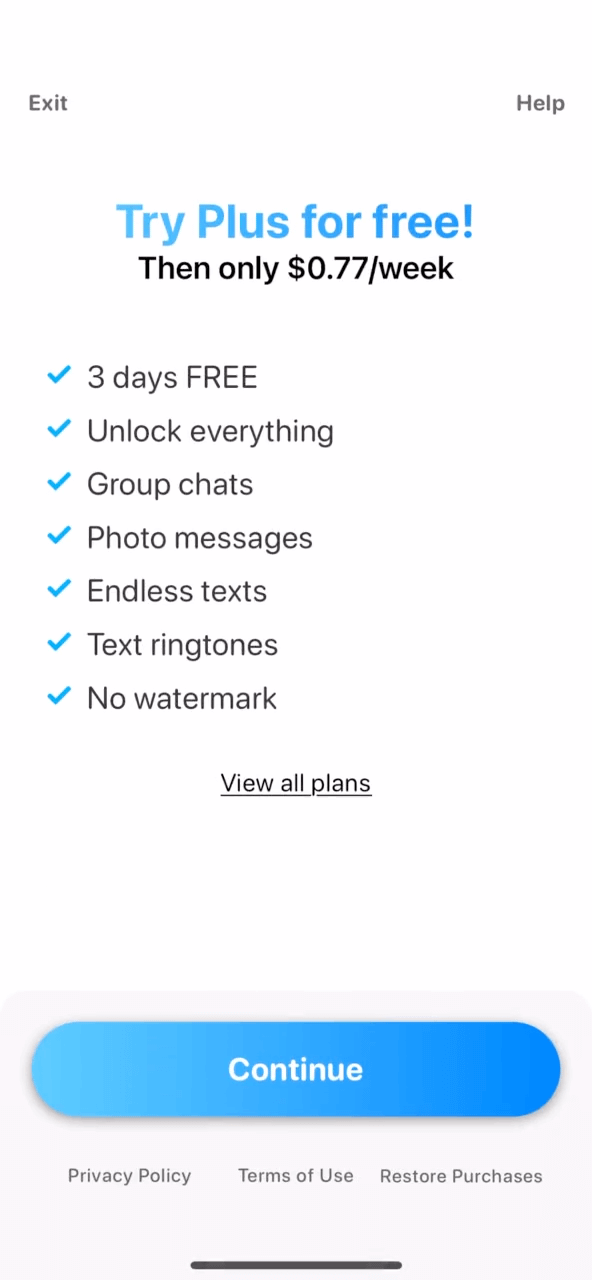 Exit
Help
Try Plus for free!
Then only $0.77/week
3 days FREE
Unlock everything
Group chats
Photo messages
Endless texts
Text ringtones
No watermark
View all plans
Continue
Privacy Policy
Terms of Use
Restore Purchases